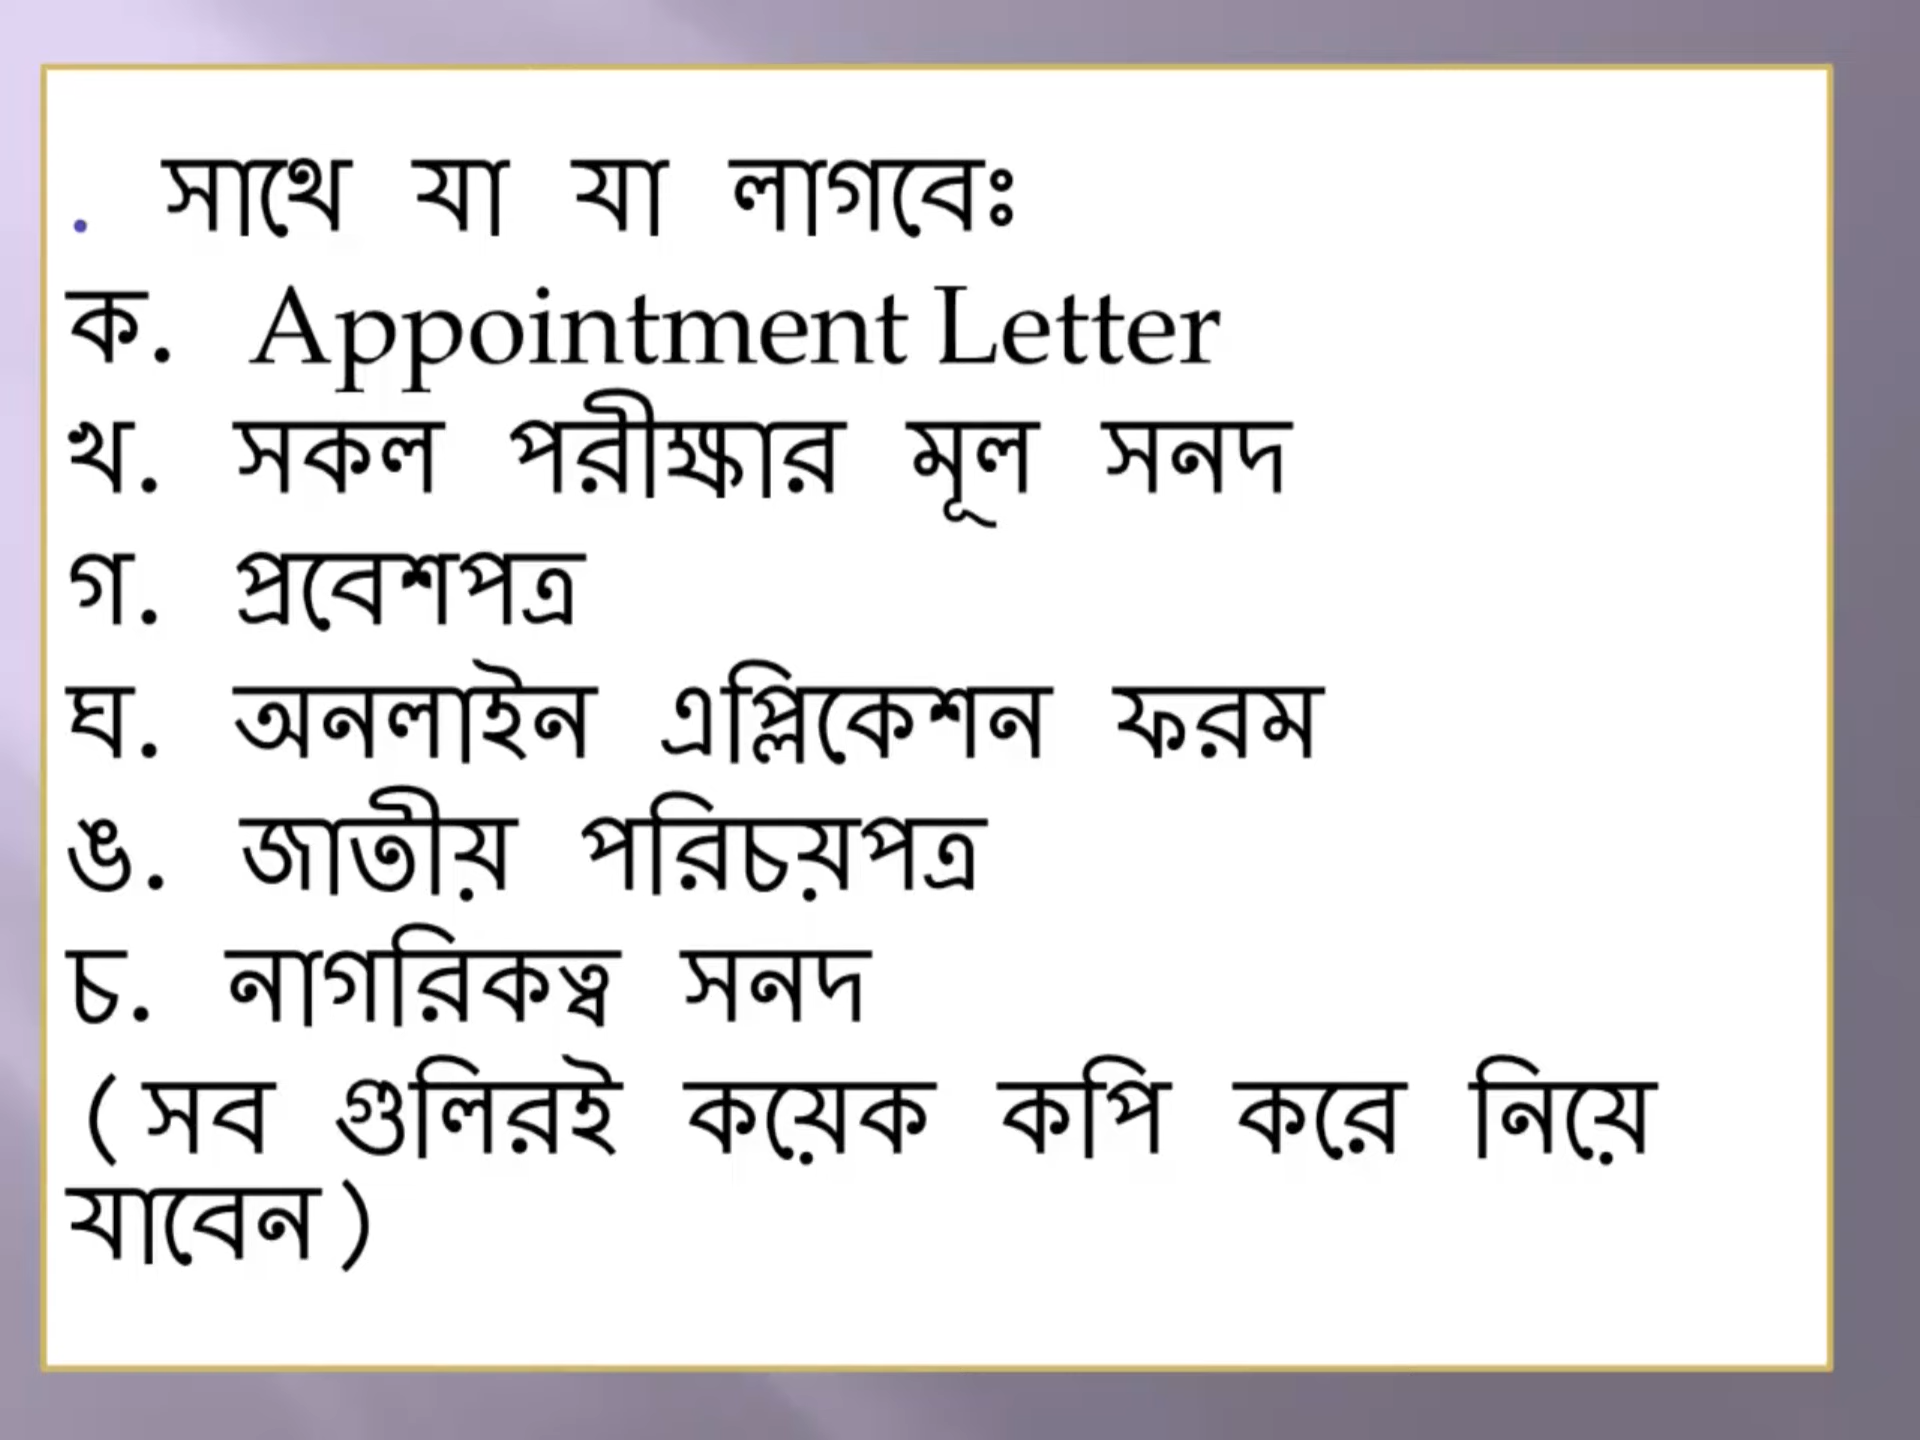 . সাথে যা যা লাগবেঃ
ক. Appointment Letter
খ. সকল পরীক্ষার মূল সনদ
গ. প্রবেশপত্র
ঘ. অনলাইন এপ্লিকেশন ফরম
ঙ. জাতীয় পরিচয়পত্র
চ. নাগরিকত্ব সনদ
(সব গুলিরই কয়েক কপি করে নিয়ে
যাবেন)